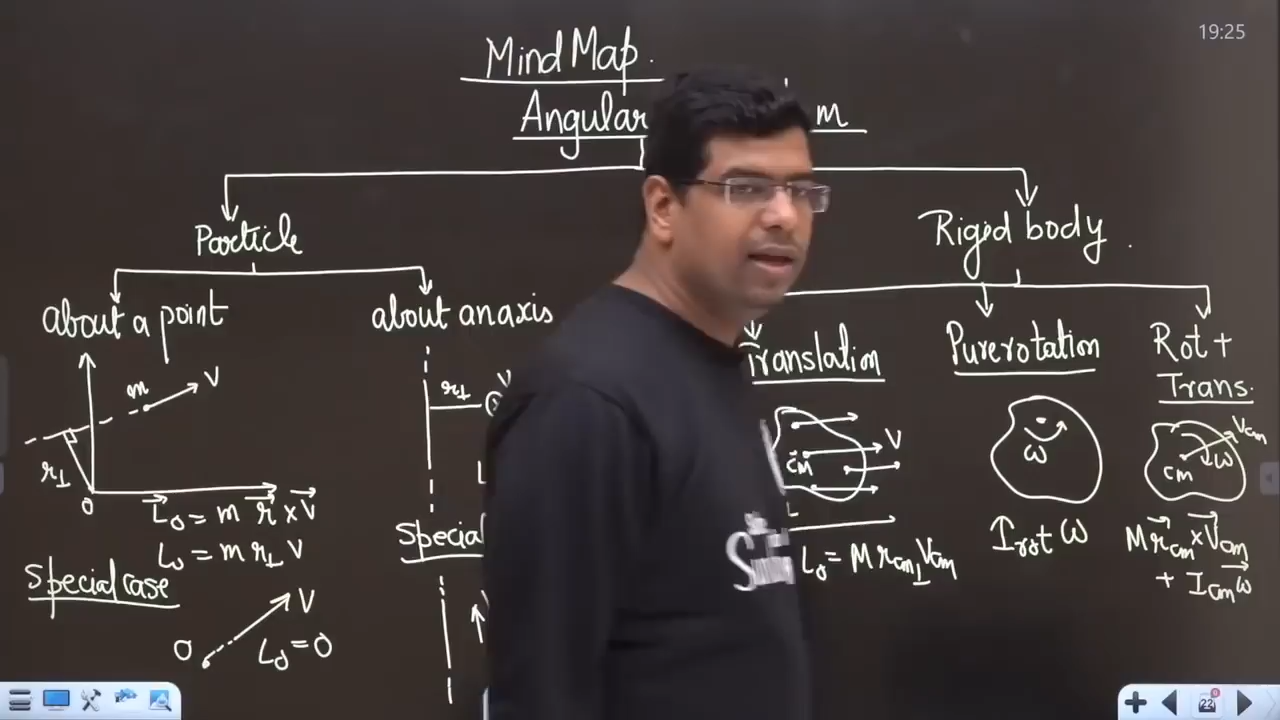 19:25
Mind Map.
Angular m
Particle
Rigid body.
about a point
about an axis
Translation
Pure rotation
Rot +
Trans.
m V
r⊥
O
L⃗o = m r⃗ × V⃗
Lo = m r⊥ V
Special case
V
O Lo = 0
r⊥ V
L
Special
V
CM V
Lo = M rcm⊥ Vcm
ω
Irot ω
Vcm
CM ω
M r⃗cm × V⃗cm
+ Icm ω⃗